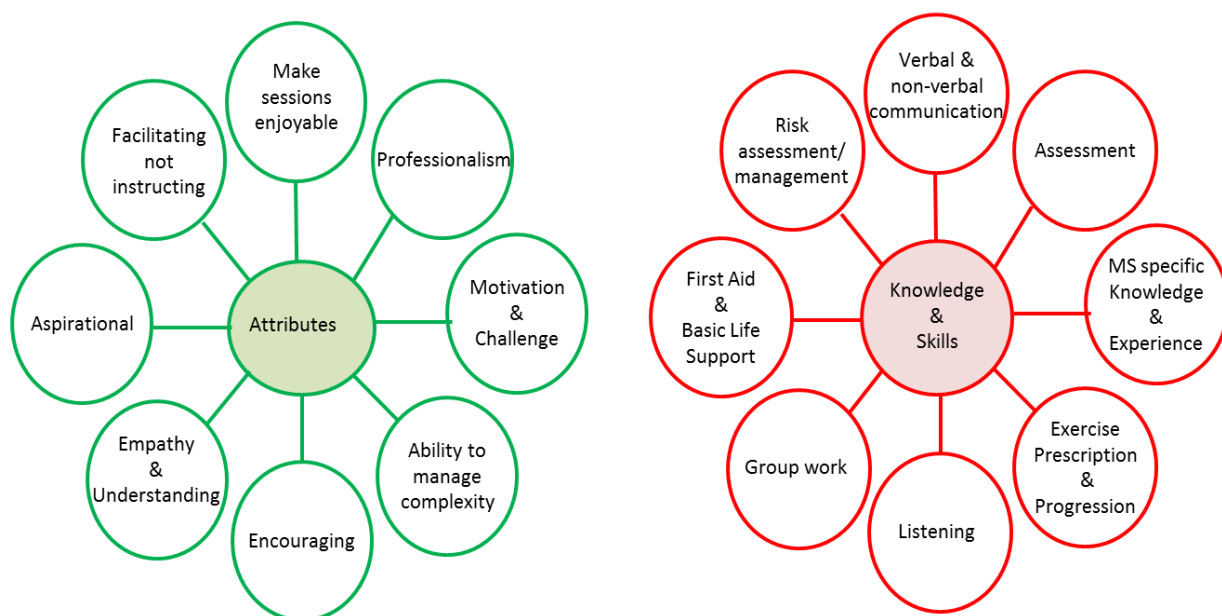 Make
sessions
enjoyable
Facilitating
not
instructing
Professionalism
Aspirational
Attributes
Motivation
&
Challenge
Empathy
&
Understanding
Ability to
manage
complexity
Encouraging
Verbal &
non-verbal
communication
Risk
assessment/
management
Assessment
First Aid
&
Basic Life
Support
Knowledge
&
Skills
MS specific
Knowledge
&
Experience
Group work
Exercise
Prescription
&
Progression
Listening